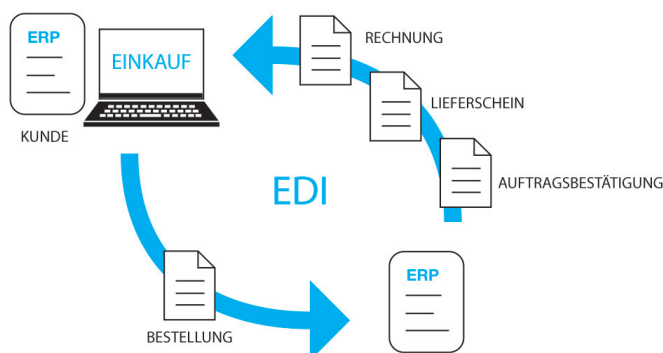 ERP
EINKAUF
KUNDE
RECHNUNG
LIEFERSCHEIN
AUFTRAGSBESTÄTIGUNG
EDI
ERP
BESTELLUNG